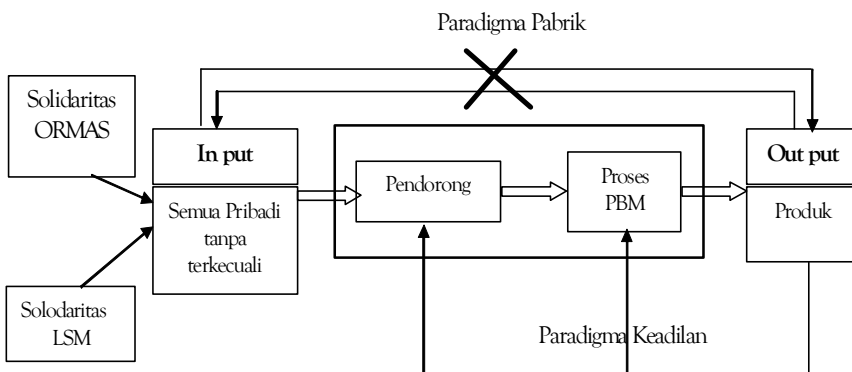 Paradigma Pabrik
Solidaritas
ORMAS
In put
Semua Pribadi
tanpa
terkecuali
Solodaritas
LSM
Pendorong
Proses
PBM
Out put
Produk
Paradigma Keadilan